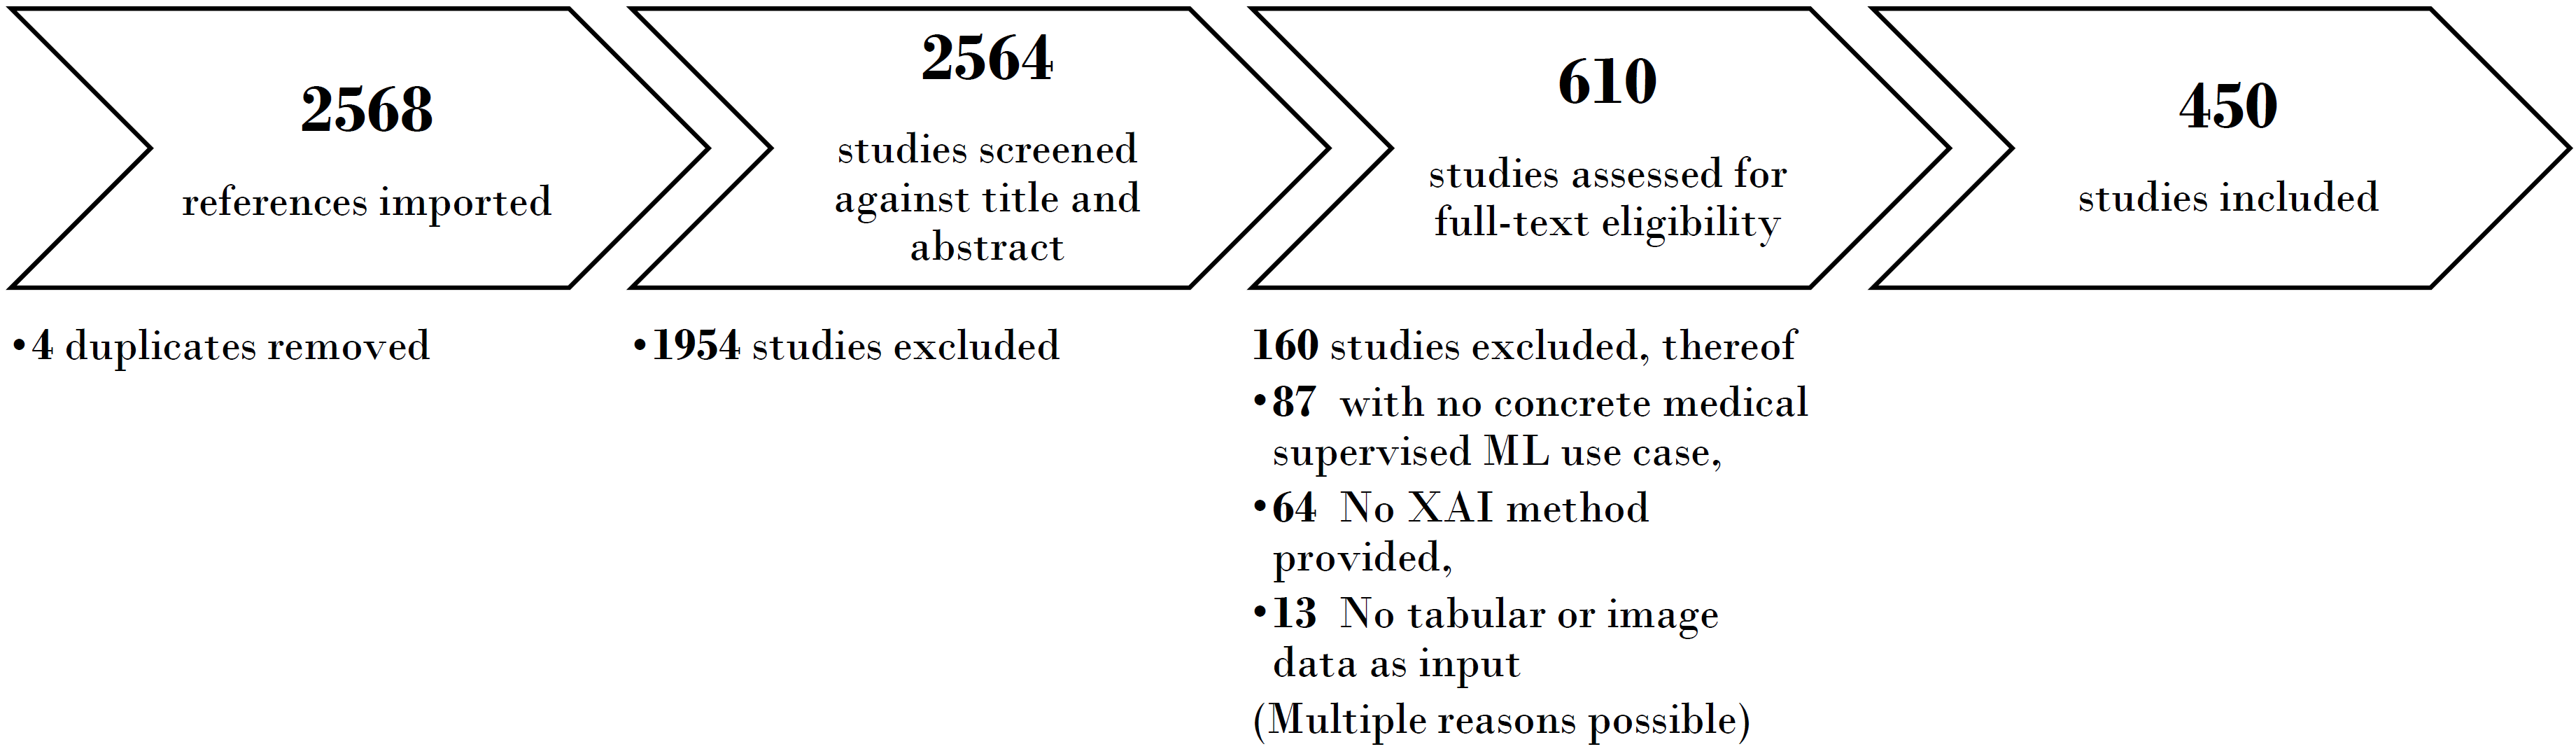 2568
references imported
• 4 duplicates removed
2564
studies screened
against title and
abstract
• 1954 studies excluded
610
studies assessed for
full-text eligibility
160 studies excluded, thereof
• 87 with no concrete medical
supervised ML use case,
• 64 No XAI method
provided,
• 13 No tabular or image
data as input
(Multiple reasons possible)
450
studies included